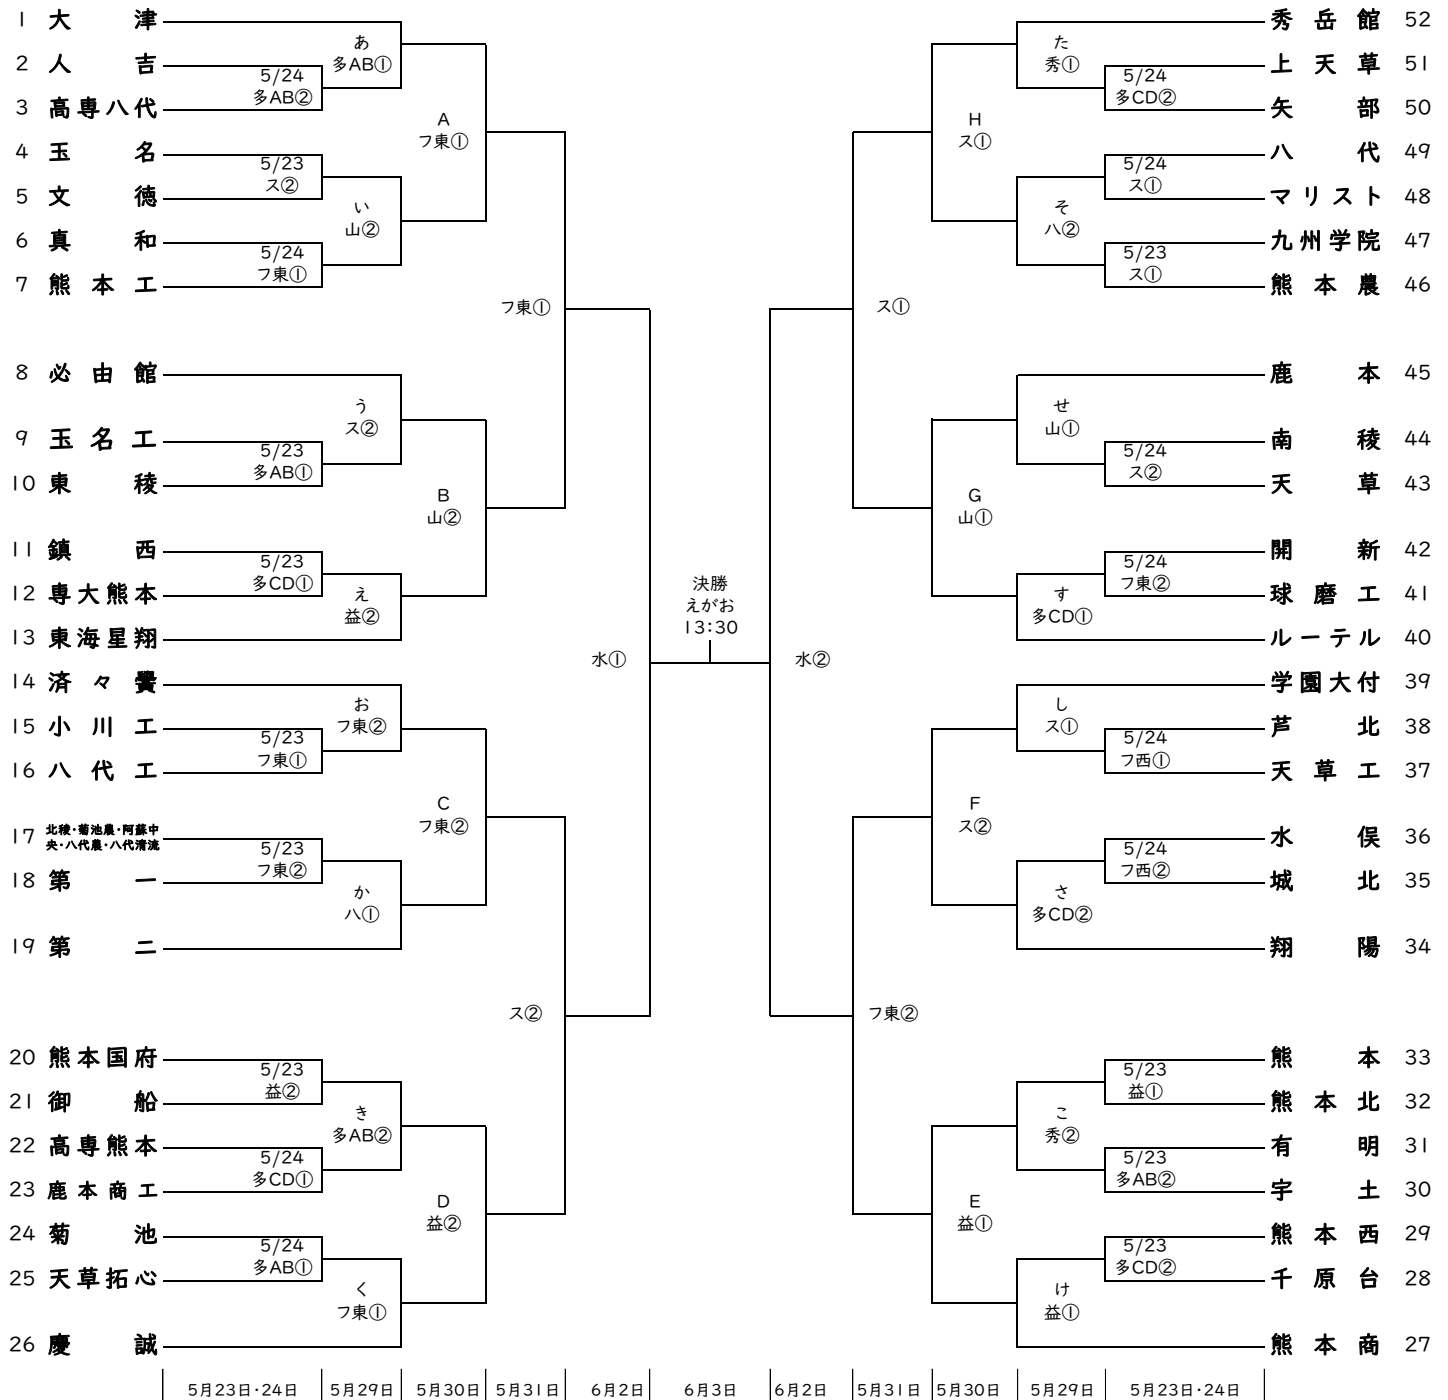 1 大津
2 人吉
5/24
多AB②
3 高専八代
あ
多AB①
4 玉名
5/23
ス②
5 文徳
い
山②
6 真和
5/24
フ東①
7 熊本工
A
フ東①
8 必由館
う
ス②
9 玉名工
5/23
多AB①
10 東稜
11 鎮西
5/23
多CD①
12 専大熊本
え
益②
13 東海星翔
B
山②
フ東①
14 済々黌
お
フ東②
15 小川工
5/23
フ東①
16 八代工
17 北稜・菊池農・阿蘇中
央・八代農・八代清流
5/23
フ東②
18 第一
か
八①
19 第二
C
フ東②
20 熊本国府
5/23
益②
21 御船
き
多AB②
22 高専熊本
5/24
多CD①
23 鹿本商工
24 菊池
5/24
多AB①
25 天草拓心
く
フ東①
26 慶誠
D
益②
ス②
水①
決勝
えがお
13:30
水②
秀岳館 52
た
秀①
上天草 51
5/24
多CD②
矢部 50
H
ス①
八代 49
5/24
ス①
マリスト 48
そ
八②
九州学院 47
5/23
ス①
熊本農 46
ス①
鹿本 45
せ
山①
南稜 44
5/24
ス②
天草 43
G
山①
開新 42
5/24
フ東②
球磨工 41
す
多CD①
ルーテル 40
学園大付 39
し
ス①
芦北 38
5/24
フ西①
天草工 37
F
ス②
水俣 36
5/24
フ西②
城北 35
さ
多CD②
翔陽 34
フ東②
熊本 33
5/23
益①
熊本北 32
こ
秀②
有明 31
5/23
多AB②
宇土 30
E
益①
熊本西 29
5/23
多CD②
千原台 28
け
益①
熊本商 27
5月23日・24日 5月29日 5月30日 5月31日 6月2日 6月3日 6月2日 5月31日 5月30日 5月29日 5月23日・24日